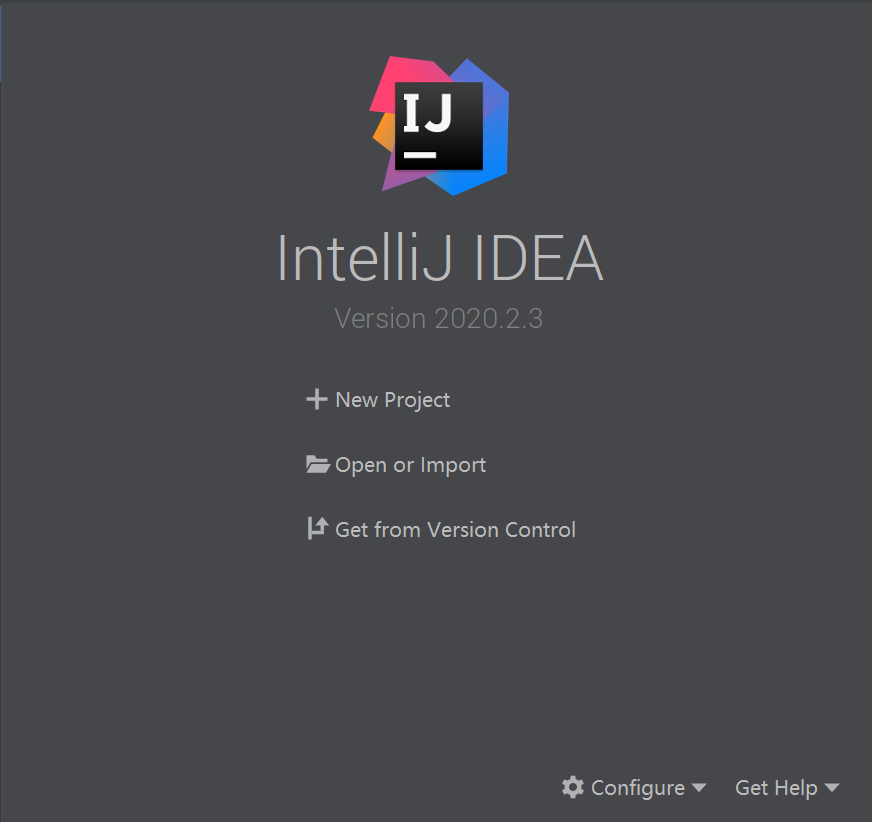 IJ
IntelliJ IDEA
Version 2020.2.3
New Project
Open or Import
Get from Version Control
Configure
Get Help